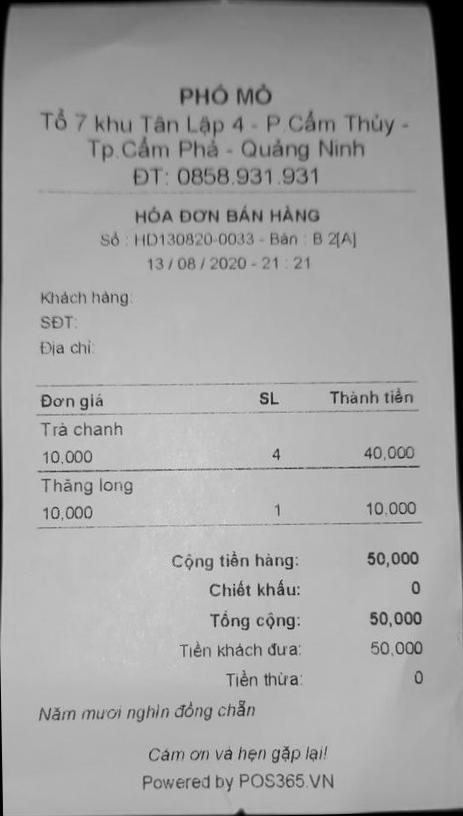 PHỐ MỎ
Tổ 7 khu Tân Lập 4 - P.Cẩm Thủy -
Tp.Cẩm Phả - Quảng Ninh
ĐT: 0858.931.931
HÓA ĐƠN BÁN HÀNG
Số : HD130820-0033 - Bàn : B 2[A]
13 / 08 / 2020 - 21 : 21
Khách hàng:
SĐT:
Địa chỉ:
Đơn giá SL Thành tiền
Trà chanh
10,000 4 40,000
Thăng long
10,000 1 10,000
Cộng tiền hàng: 50,000
Chiết khấu: 0
Tổng cộng: 50,000
Tiền khách đưa: 50,000
Tiền thừa: 0
Năm mươi nghìn đồng chẵn
Cám ơn và hẹn gặp lại!
Powered by POS365.VN